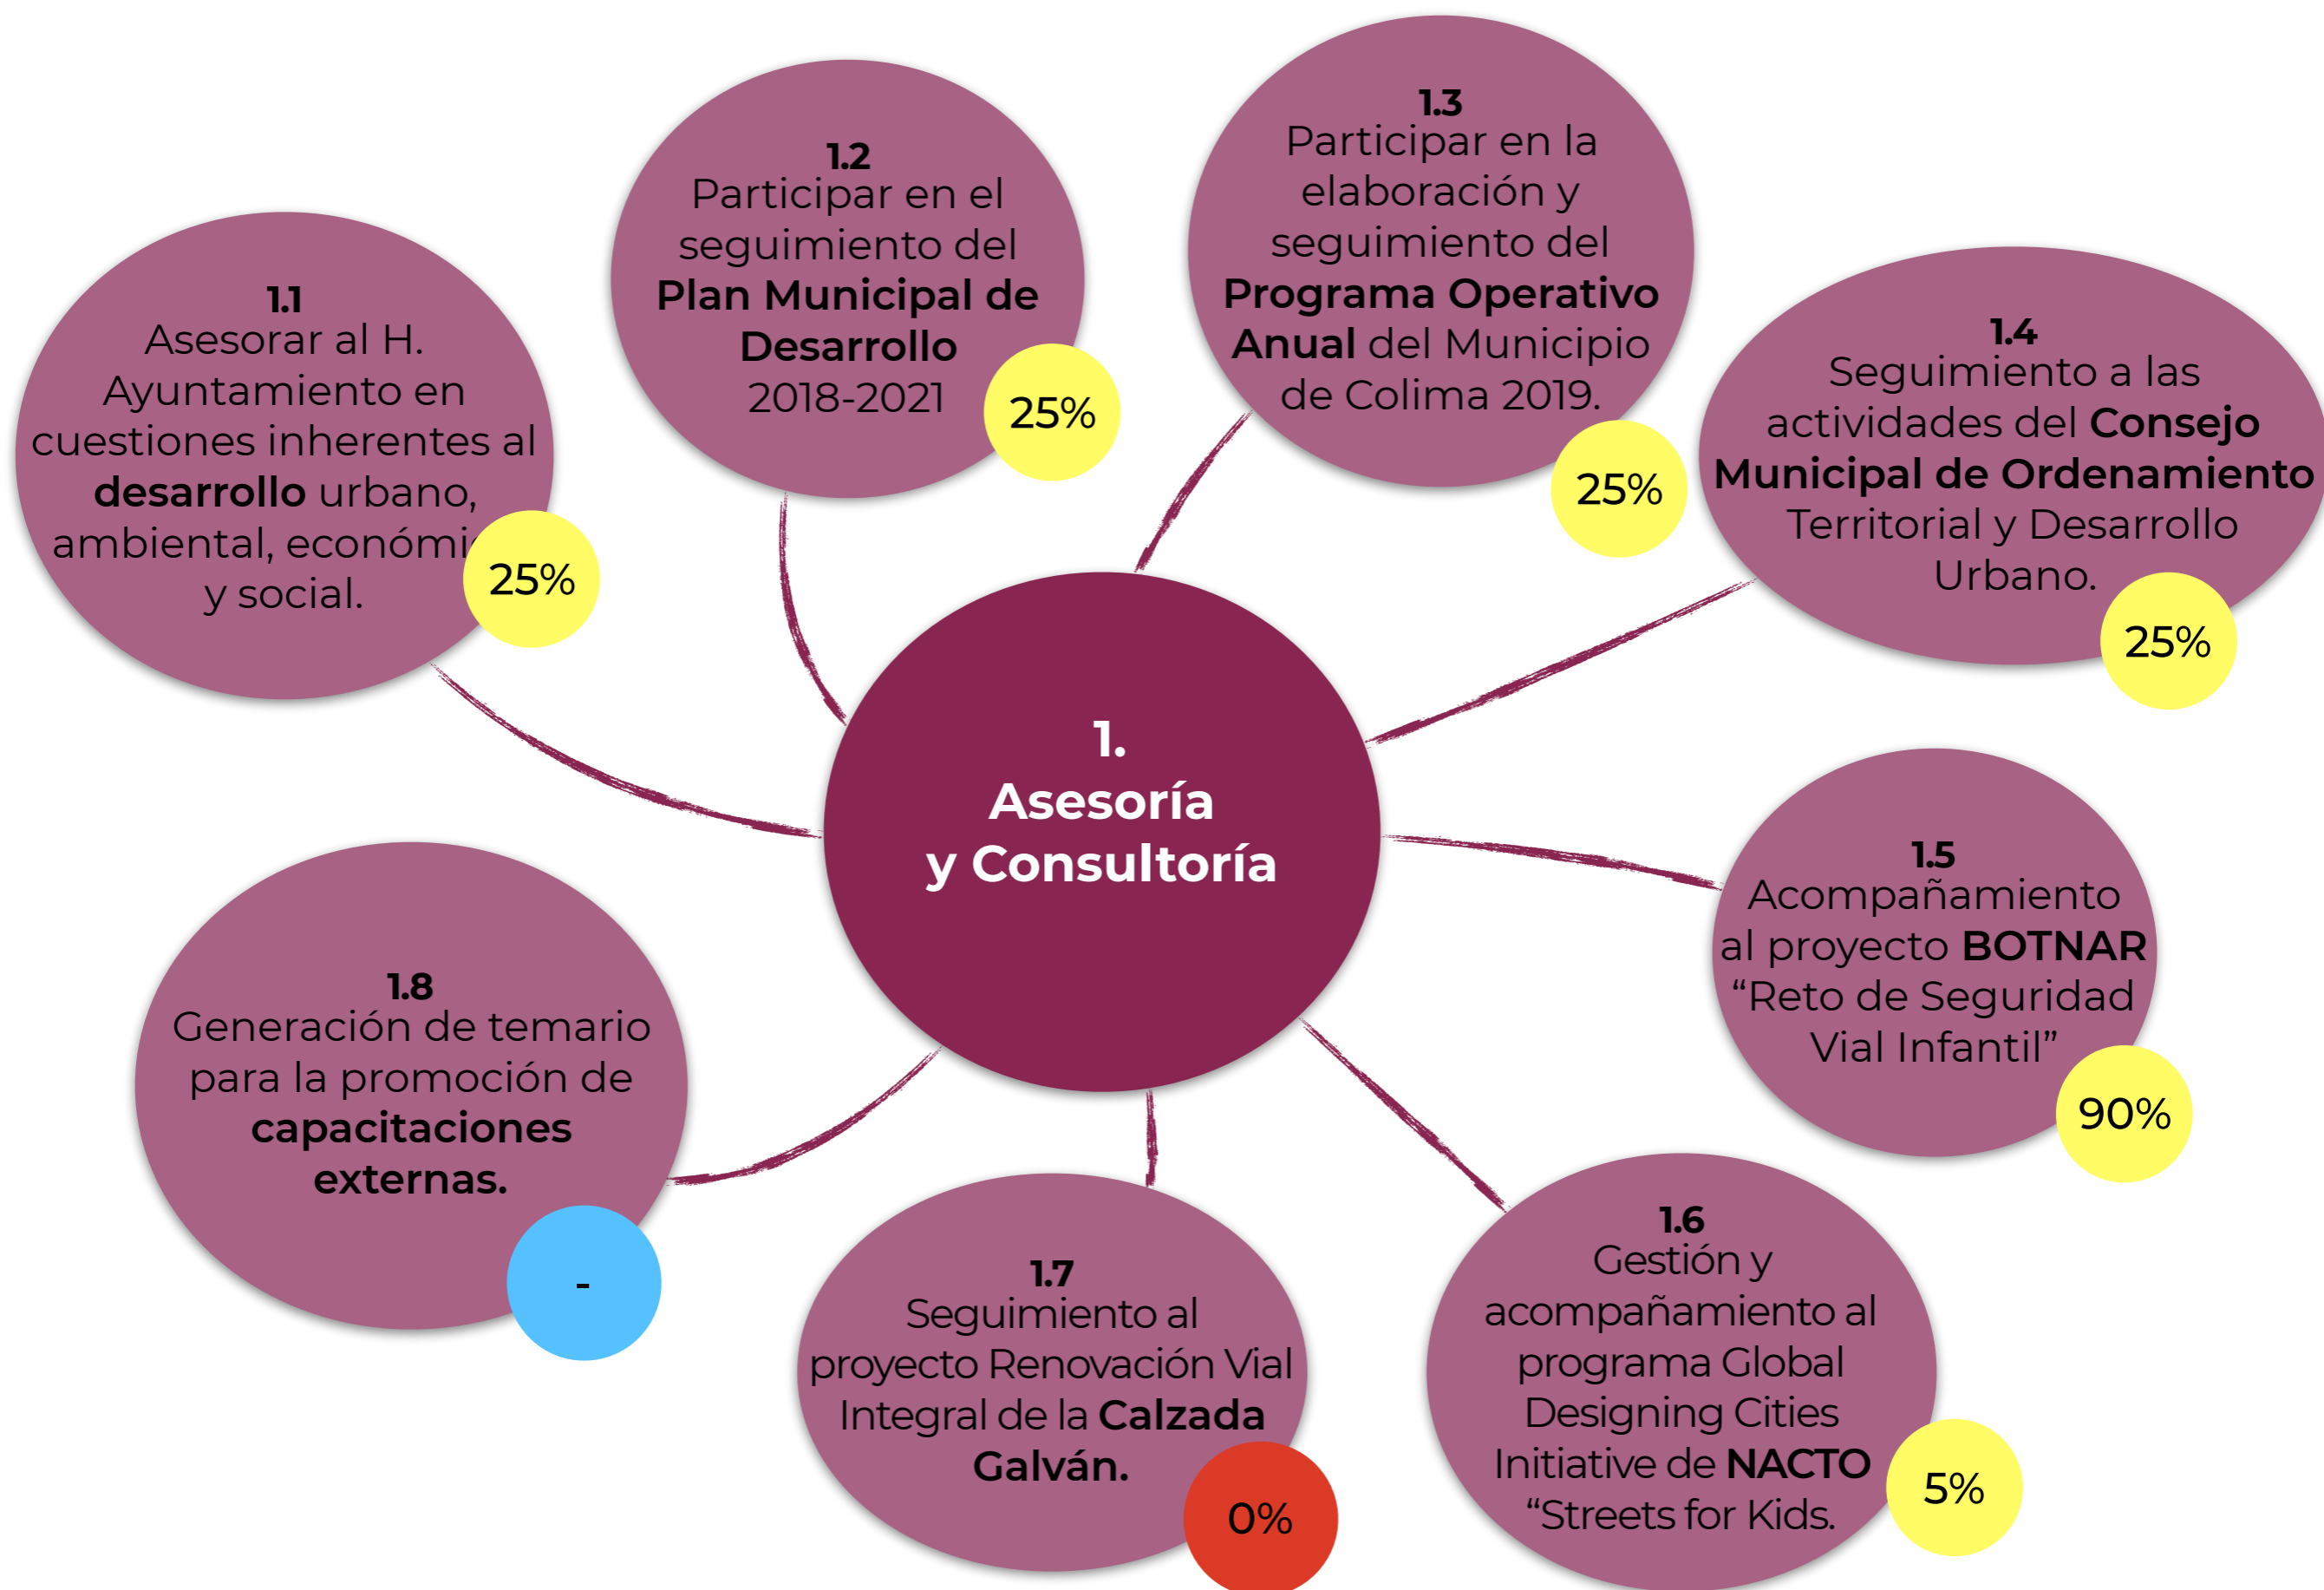 1.1
Asesorar al H.
Ayuntamiento en
cuestiones inherentes al
desarrollo urbano,
ambiental, económi
y social.
25%
1.2
Participar en el
seguimiento del
Plan Municipal de
Desarrollo
2018-2021
25%
1.3
Participar en la
elaboración y
seguimiento del
Programa Operativo
Anual del Municipio
de Colima 2019.
25%
1.4
Seguimiento a las
actividades del Consejo
Municipal de Ordenamiento
Territorial y Desarrollo
Urbano.
25%
1.
Asesoría
y Consultoría
1.5
Acompañamiento
al proyecto BOTNAR
“Reto de Seguridad
Vial Infantil”
90%
1.6
Gestión y
acompañamiento al
programa Global
Designing Cities
Initiative de NACTO
“Streets for Kids.
5%
1.7
Seguimiento al
proyecto Renovación Vial
Integral de la Calzada
Galván.
0%
1.8
Generación de temario
para la promoción de
capacitaciones
externas.
-